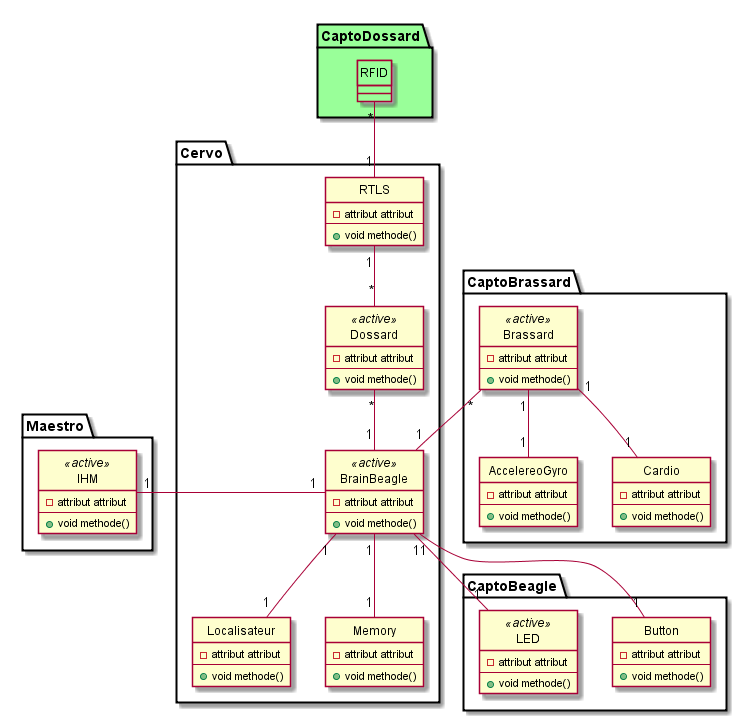 CaptoDossard
RFID
*
1
Cervo
RTLS
attribut attribut
void methode()
1
*
CaptoBrassard
«active»
Dossard
attribut attribut
void methode()
«active»
Brassard
attribut attribut
void methode()
*
1
*
1
1
1
1
1
Maestro
«active»
IHM
attribut attribut
void methode()
1
1
«active»
BrainBeagle
attribut attribut
void methode()
AccelereoGyro
attribut attribut
void methode()
Cardio
attribut attribut
void methode()
1
1
1
1
CaptoBeagle
1
1
1
1
Localisateur
attribut attribut
void methode()
Memory
attribut attribut
void methode()
«active»
LED
attribut attribut
void methode()
Button
attribut attribut
void methode()